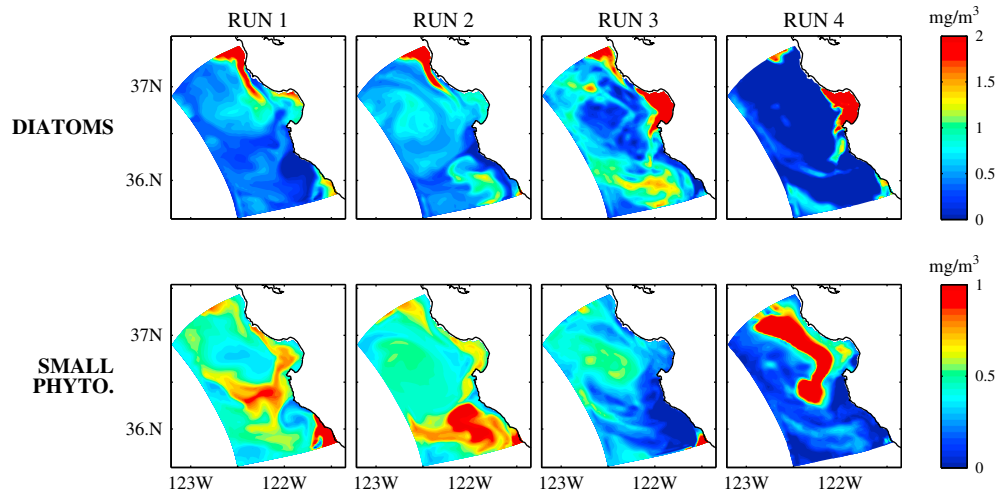 RUN 1 RUN 2 RUN 3 RUN 4 mg/m³
DIATOMS 37N 36.N 2 1.5 1 0.5 0
mg/m³
SMALL PHYTO. 37N 36.N 1 0.5 0
123W 122W 123W 122W 123W 122W 123W 122W